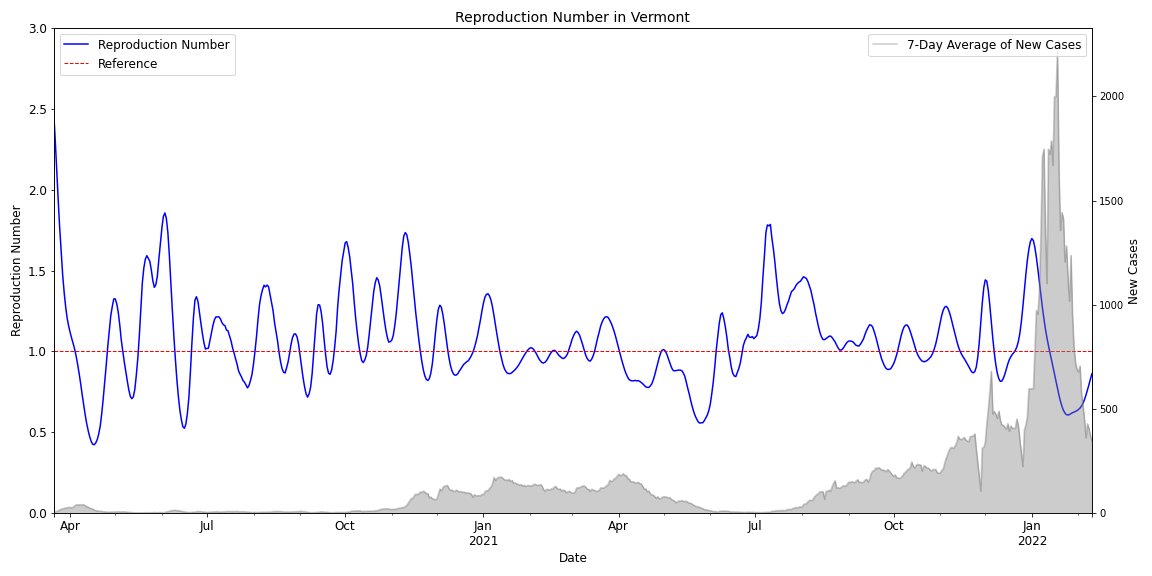 Reproduction Number in Vermont
Reproduction Number
Reference
7-Day Average of New Cases
3.0
2.5
2.0
1.5
1.0
0.5
0.0
Reproduction Number
2000
1500
1000
500
0
New Cases
Apr
Jul
Oct
Jan
2021
Apr
Jul
Oct
Jan
2022
Date